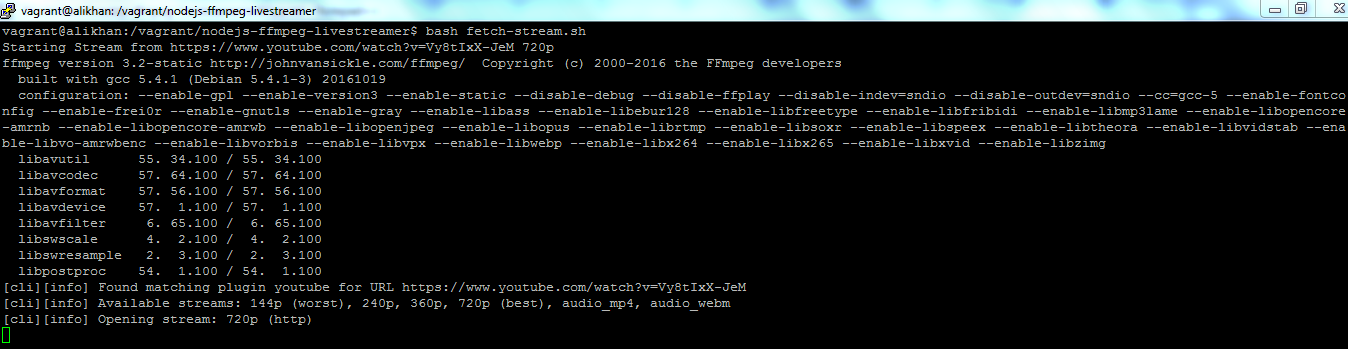 vagrant@alikhan: /vagrant/nodejs-ffmpeg-livestreamer
vagrant@alikhan:/vagrant/nodejs-ffmpeg-livestreamer$ bash fetch-stream.sh
Starting Stream from https://www.youtube.com/watch?v=Vy8tIxX-JeM 720p
ffmpeg version 3.2-static http://johnvansickle.com/ffmpeg/  Copyright (c) 2000-2016 the FFmpeg developers
  built with gcc 5.4.1 (Debian 5.4.1-3) 20161019
  configuration: --enable-gpl --enable-version3 --enable-static --disable-debug --disable-ffplay --disable-indev=sndio --disable-outdev=sndio --cc=gcc-5 --enable-fontco
nfig --enable-frei0r --enable-gnutls --enable-gray --enable-libass --enable-libebur128 --enable-libfreetype --enable-libfribidi --enable-libmp3lame --enable-libopencore
-amrnb --enable-libopencore-amrwb --enable-libopenjpeg --enable-libopus --enable-librtmp --enable-libsoxr --enable-libspeex --enable-libtheora --enable-libvidstab --ena
ble-libvo-amrwbenc --enable-libvorbis --enable-libvpx --enable-libwebp --enable-libx264 --enable-libx265 --enable-libxvid --enable-libzimg
  libavutil      55. 34.100 / 55. 34.100
  libavcodec     57. 64.100 / 57. 64.100
  libavformat    57. 56.100 / 57. 56.100
  libavdevice    57.  1.100 / 57.  1.100
  libavfilter     6. 65.100 /  6. 65.100
  libswscale      4.  2.100 /  4.  2.100
  libswresample   2.  3.100 /  2.  3.100
  libpostproc    54.  1.100 / 54.  1.100
[cli][info] Found matching plugin youtube for URL https://www.youtube.com/watch?v=Vy8tIxX-JeM
[cli][info] Available streams: 144p (worst), 240p, 360p, 720p (best), audio_mp4, audio_webm
[cli][info] Opening stream: 720p (http)